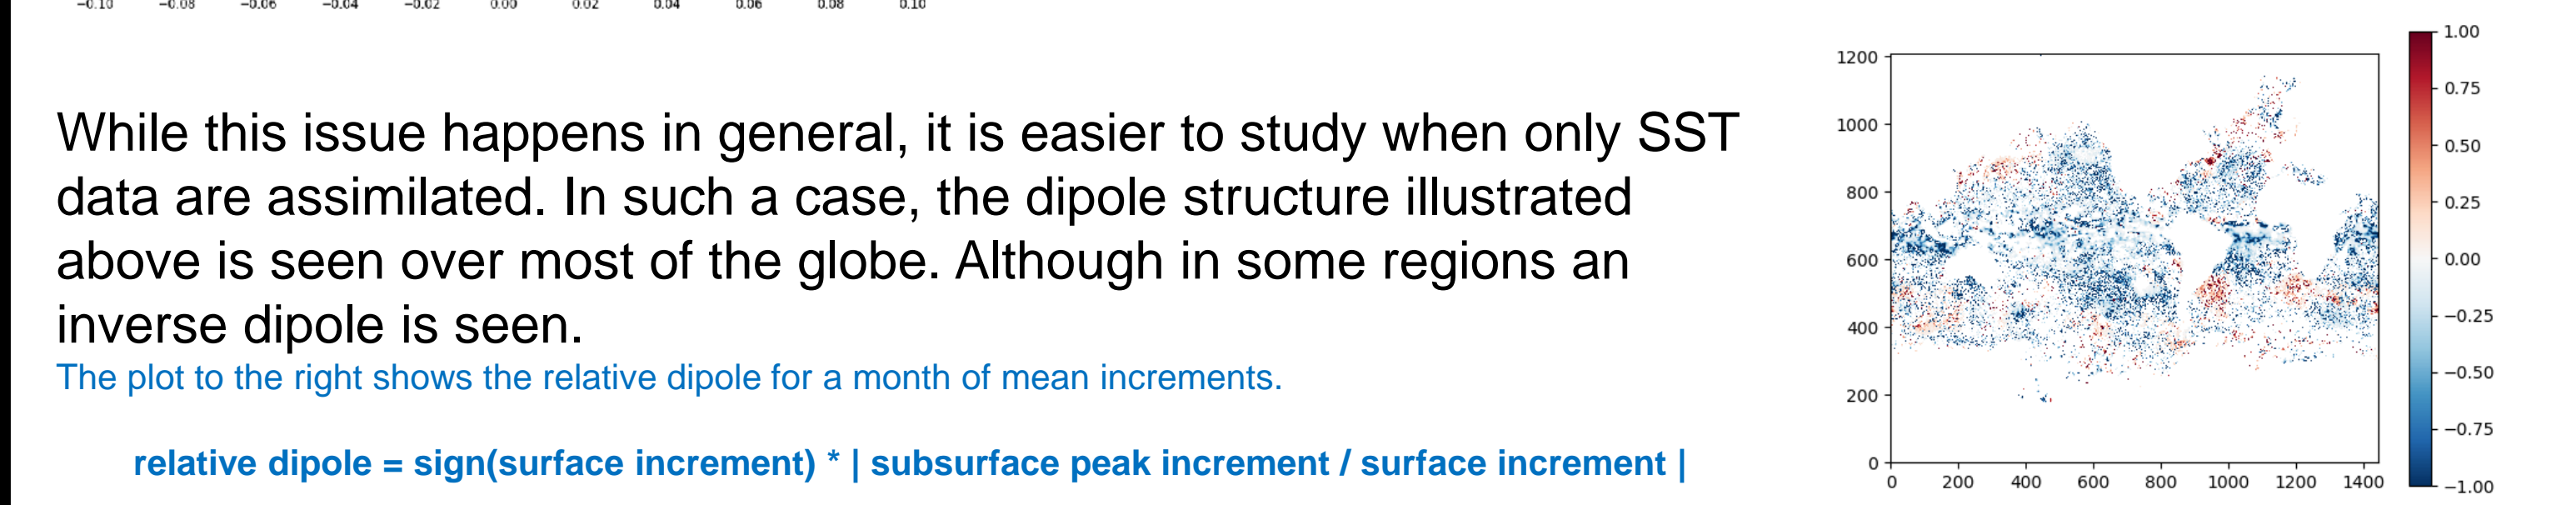 −0.10 −0.08 −0.06 −0.04 −0.02 0.00 0.02 0.04 0.06 0.08 0.10
While this issue happens in general, it is easier to study when only SST
data are assimilated. In such a case, the dipole structure illustrated
above is seen over most of the globe. Although in some regions an
inverse dipole is seen.
The plot to the right shows the relative dipole for a month of mean increments.
relative dipole = sign(surface increment) * | subsurface peak increment / surface increment |
1200
1000
800
600
400
200
0
0 200 400 600 800 1000 1200 1400
1.00
0.75
0.50
0.25
0.00
−0.25
−0.50
−0.75
−1.00